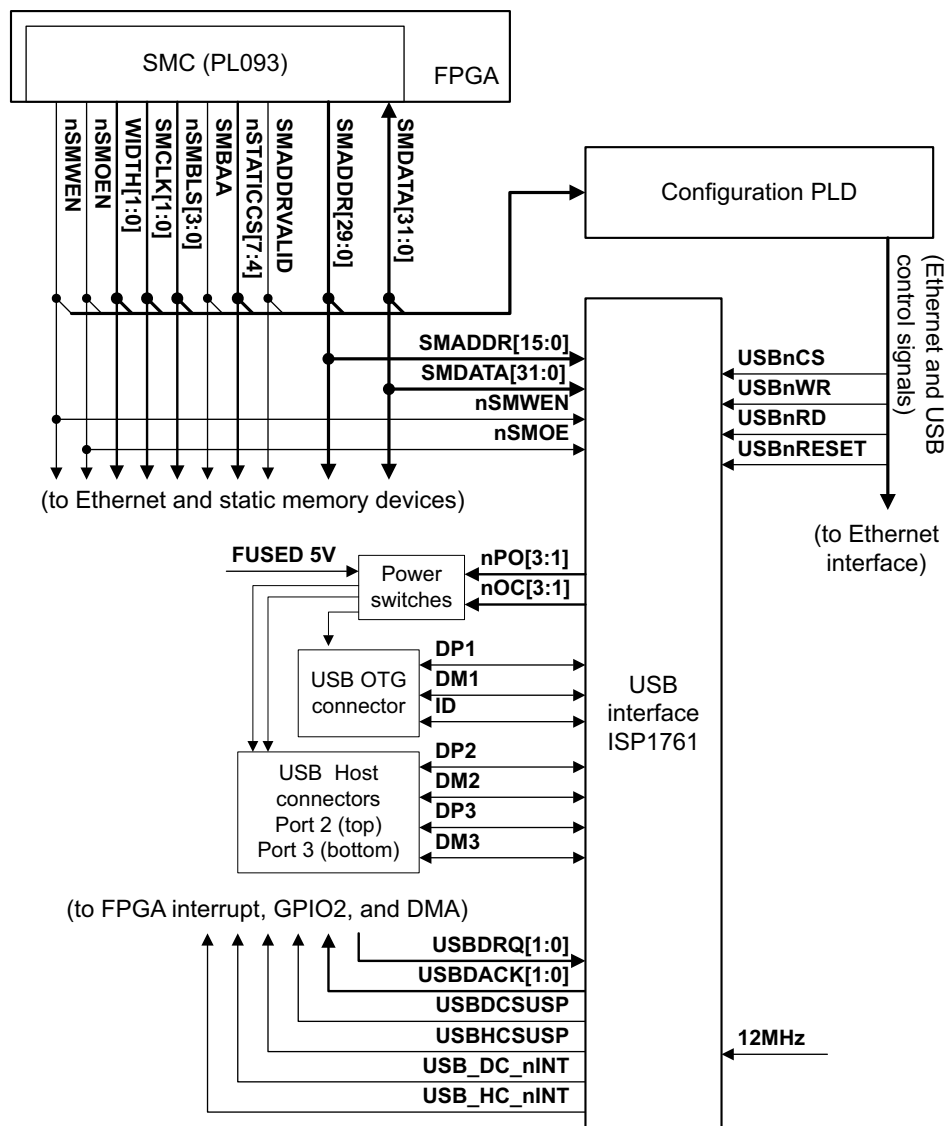 SMC (PL093)
FPGA
nSMWEN
nSMOEN
WIDTH[1:0]
SMCLK[1:0]
nSMBLS[3:0]
SMBAA
nSTATICCS[7:4]
SMADDRVALID
SMADDR[29:0]
SMDATA[31:0]
Configuration PLD
(Ethernet and USB
control signals)
SMADDR[15:0]
SMDATA[31:0]
nSMWEN
nSMOE
USBnCS
USBnWR
USBnRD
USBnRESET
(to Ethernet and static memory devices)
(to Ethernet
interface)
FUSED 5V
Power
switches
nPO[3:1]
nOC[3:1]
USB OTG
connector
DP1
DM1
ID
USB
interface
ISP1761
USB Host
connectors
Port 2 (top)
Port 3 (bottom)
DP2
DM2
DP3
DM3
(to FPGA interrupt, GPIO2, and DMA)
USBDRQ[1:0]
USBDACK[1:0]
USBDCSUSP
USBHCSUSP
USB_DC_nINT
USB_HC_nINT
12MHz